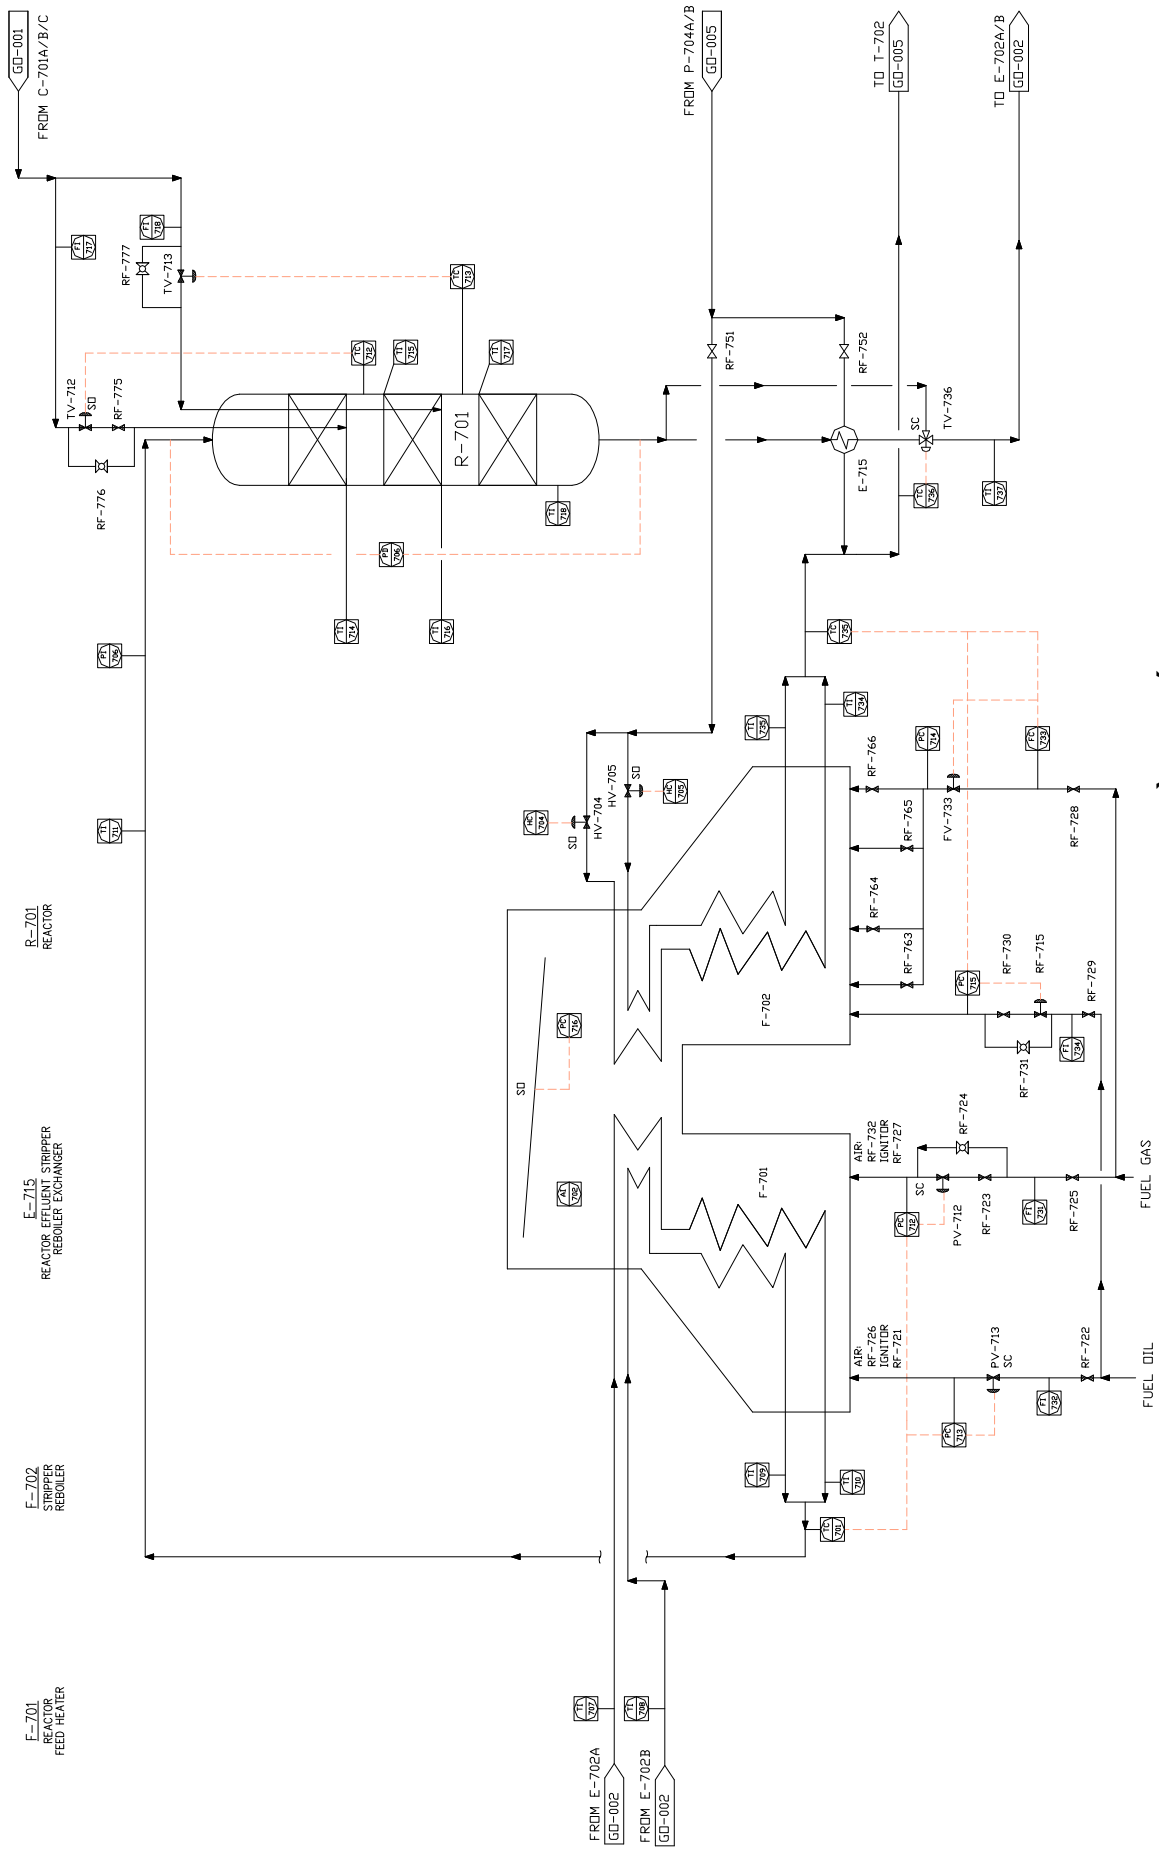 F-701
REACTOR
FEED HEATER
F-702
STRIPPER
REBOILER
E-715
REACTOR EFFLUENT STRIPPER
REBOILER EXCHANGER
R-701
REACTOR
GO-001
FROM C-701A/B/C
FI
717
FI
718
RF-777
TV-713
TC
713
TV-712
SO
RF-775
RF-776
TC
712
TI
715
TI
717
R-701
TI
718
PD
706
TI
714
TI
716
PI
706
TI
711
FROM P-704A/B
GO-005
RF-751
RF-752
TO T-702
GO-005
TO E-702A/B
GO-002
SC
TV-736
E-715
TC
736
TI
737
TC
735
TI
735
TI
734
HC
704
SO
HV-704
HV-705
SO
HC
705
SO
PC
716
AI
702
F-702
F-701
RF-766
RF-765
RF-764
RF-763
PC
714
FV-733
FC
733
RF-728
PC
715
RF-730
RF-715
RF-729
RF-731
FI
734
AIR:
RF-732
IGNITOR
RF-727
RF-724
SC
PC
712
PV-712
RF-723
FI
731
RF-725
FUEL GAS
AIR:
RF-726
IGNITOR
RF-721
PV-713
SC
PC
713
FI
732
RF-722
FUEL OIL
TI
709
TI
710
TC
701
TI
707
TI
708
FROM E-702A
GO-002
FROM E-702B
GO-002